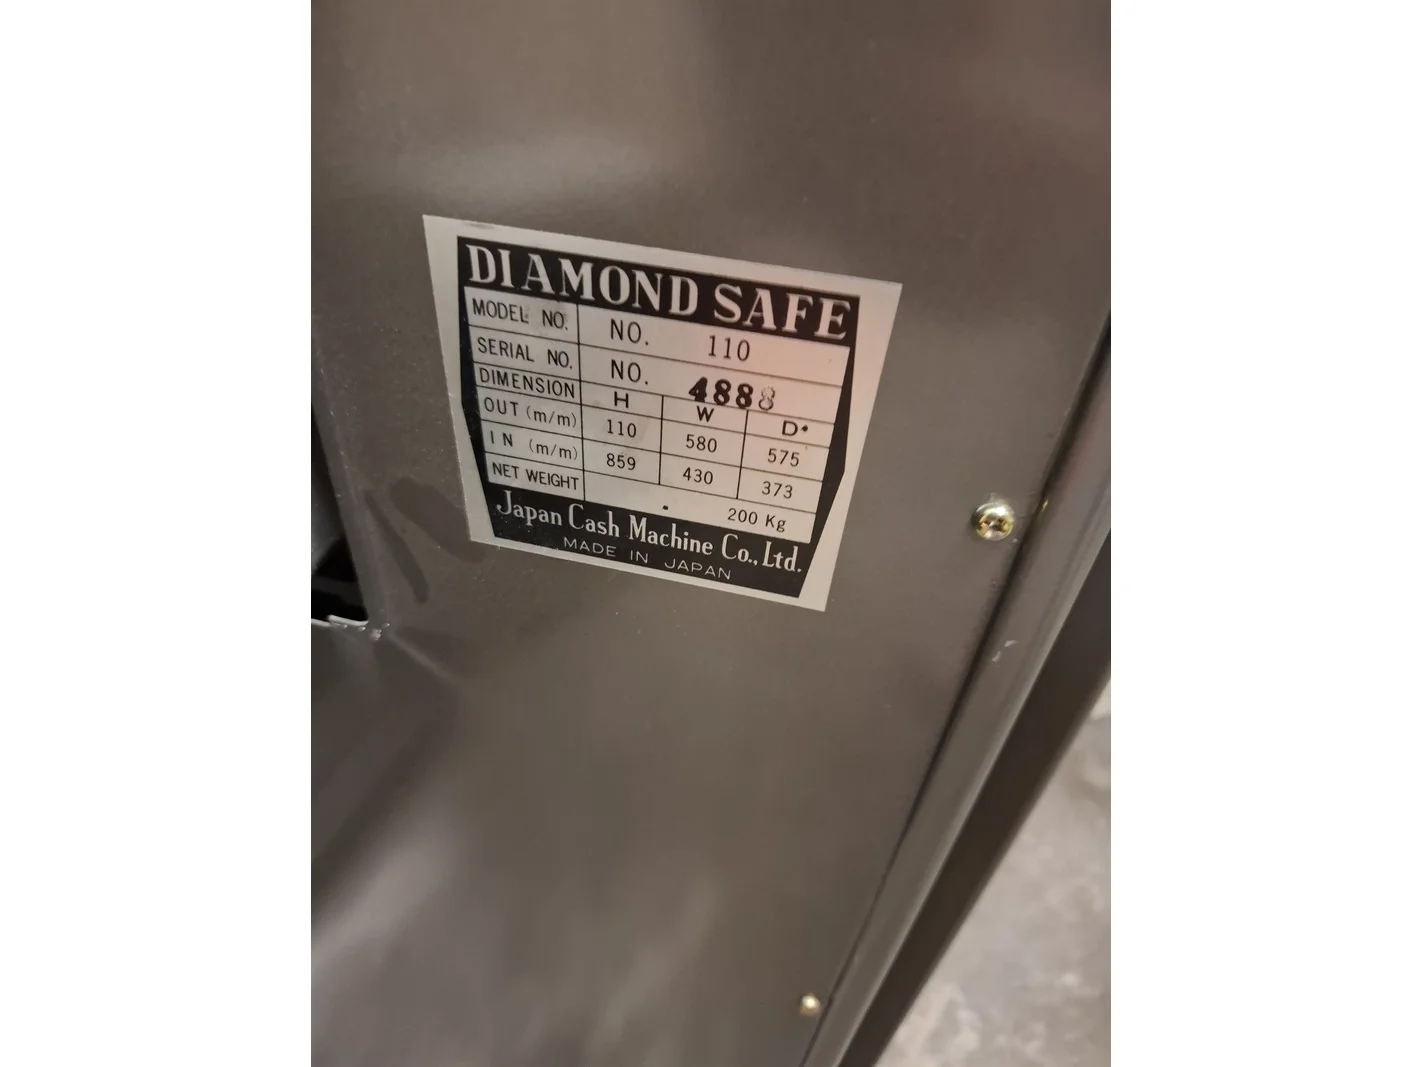 DIAMOND SAFE
MODEL NO. NO. 110
SERIAL NO. NO. 4888
DIMENSION H W D
OUT (m/m) 110 580 575
IN (m/m) 859 430 373
NET WEIGHT 200 Kg
Japan Cash Machine Co., Ltd.
MADE IN JAPAN